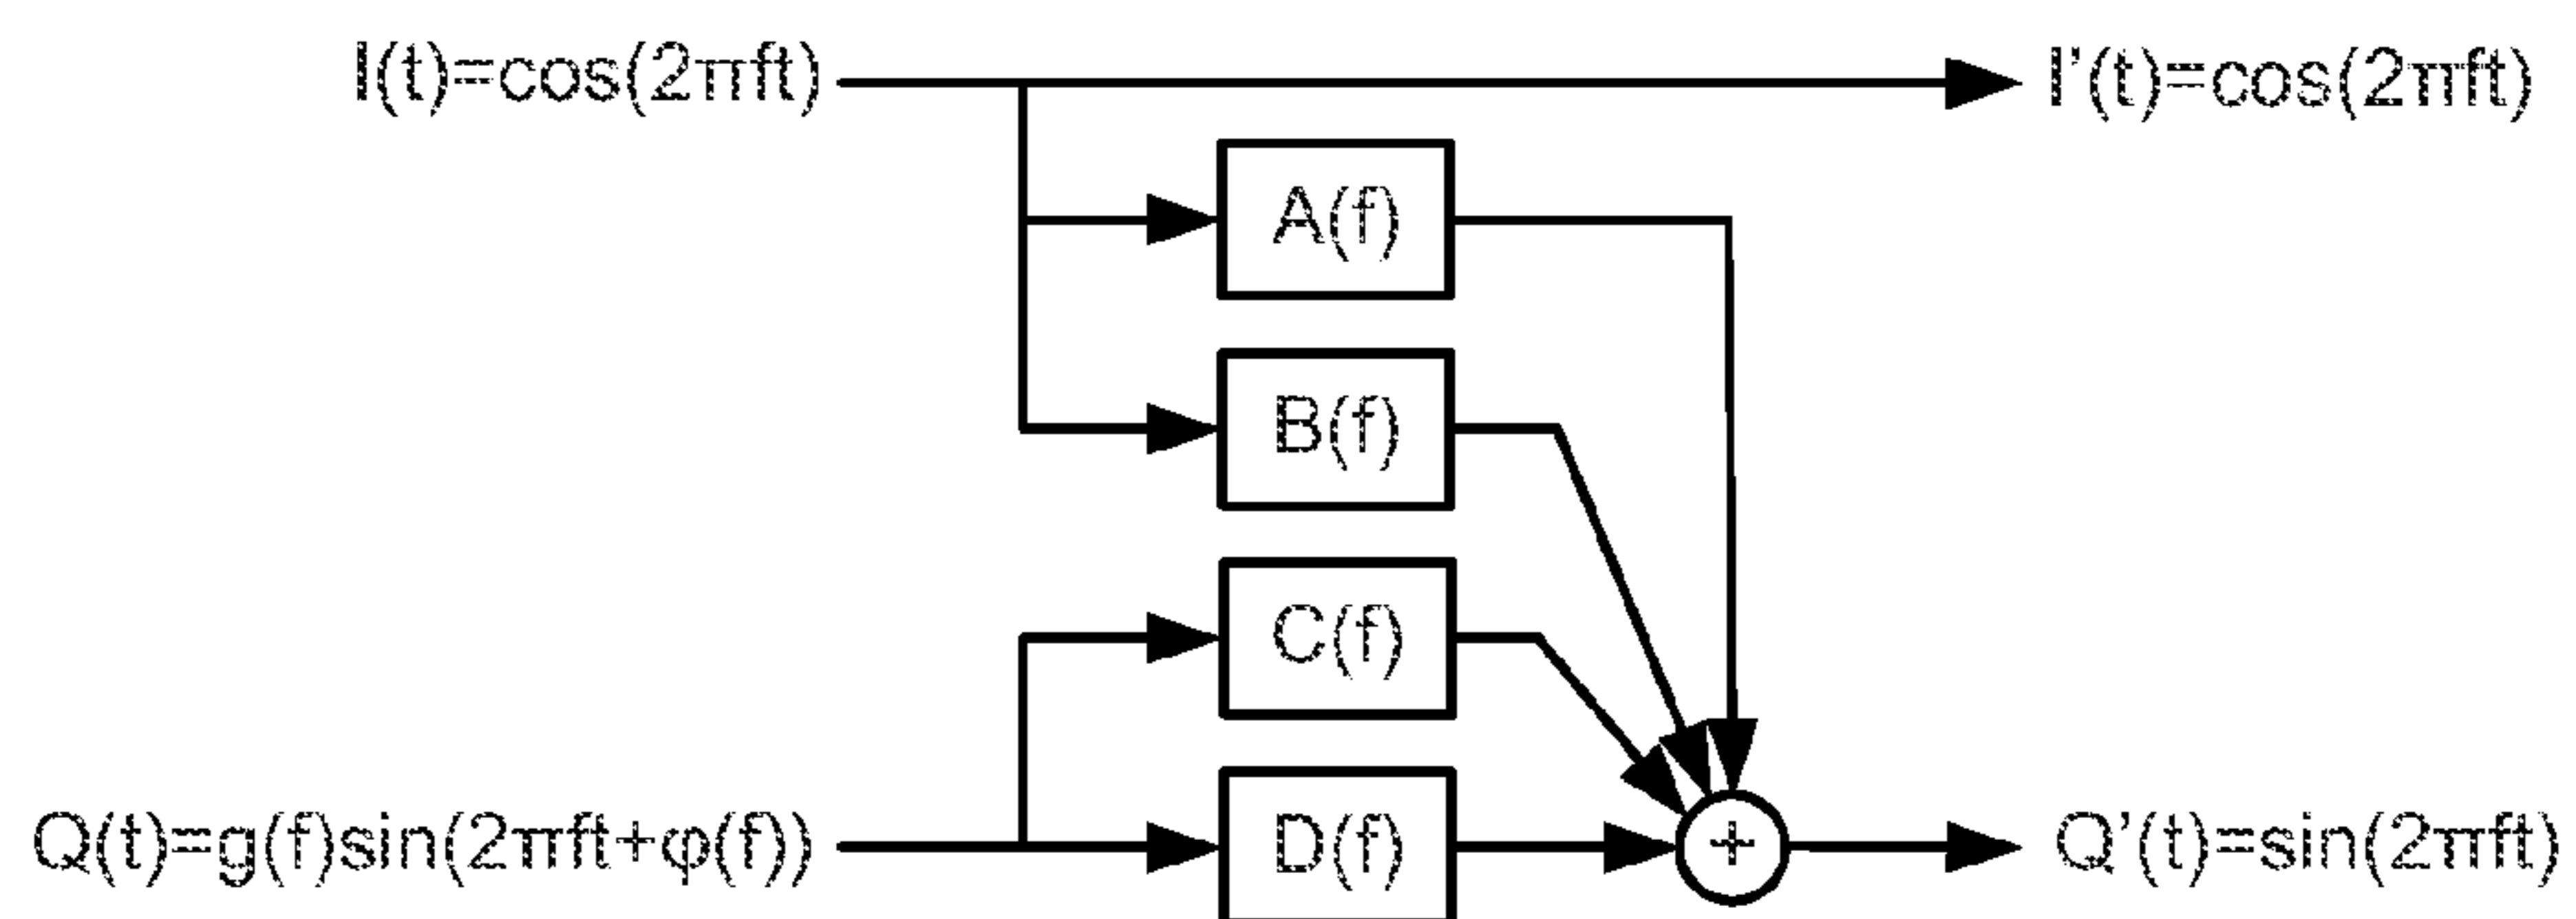 I(t)=cos(2πft)
I'(t)=cos(2πft)
A(f)
B(f)
C(f)
Q(t)=g(f)sin(2πft+φ(f))
D(f)
+
Q'(t)=sin(2πft)